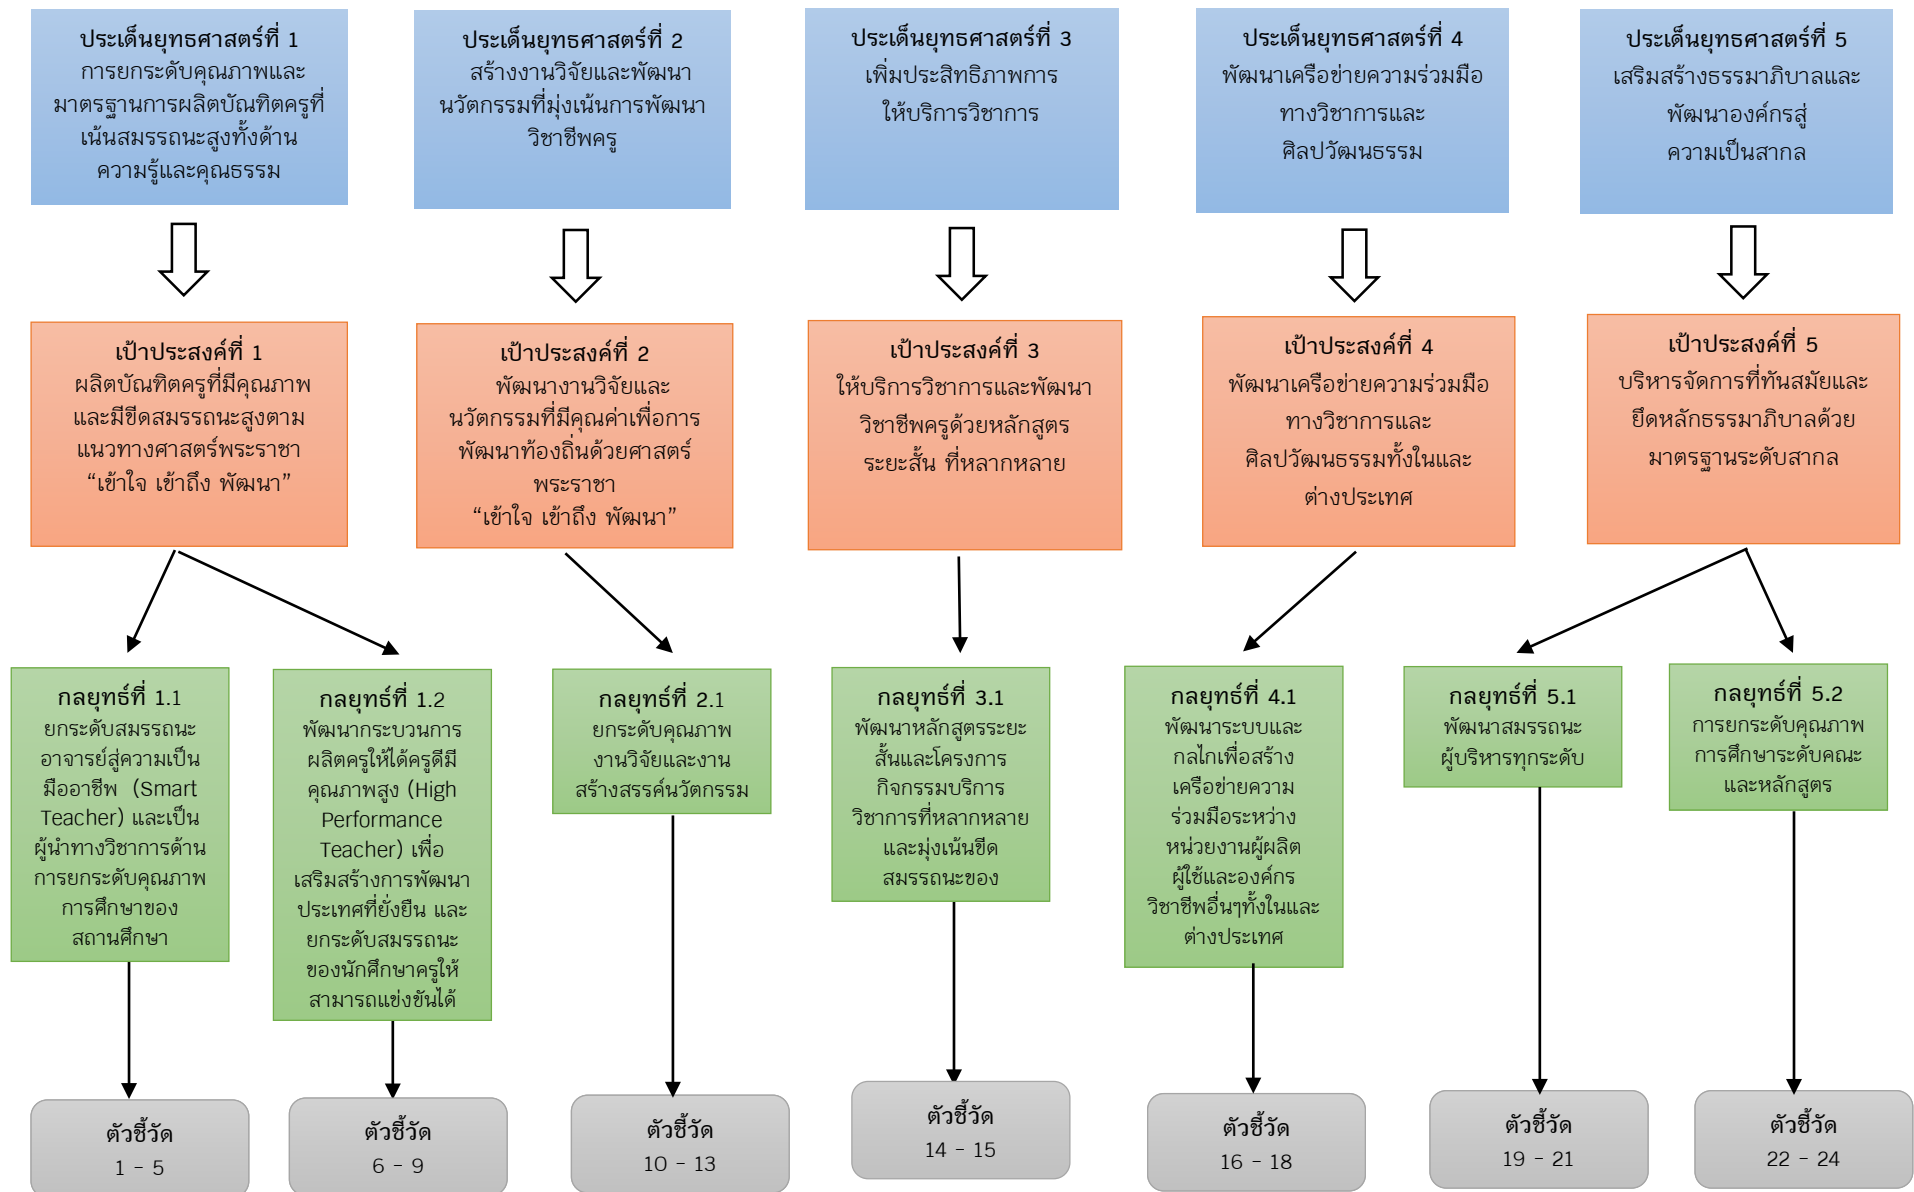 ประเด็นยุทธศาสตร์ที่ 1
การยกระดับคุณภาพและ
มาตรฐานการผลิตบัณฑิตครูที่
เน้นสมรรถนะสูงทั้งด้าน
ความรู้และคุณธรรม
ประเด็นยุทธศาสตร์ที่ 2
สร้างงานวิจัยและพัฒนา
นวัตกรรมที่มุ่งเน้นการพัฒนา
วิชาชีพครู
ประเด็นยุทธศาสตร์ที่ 3
เพิ่มประสิทธิภาพการ
ให้บริการวิชาการ
ประเด็นยุทธศาสตร์ที่ 4
พัฒนาเครือข่ายความร่วมมือ
ทางวิชาการและ
ศิลปวัฒนธรรม
ประเด็นยุทธศาสตร์ที่ 5
เสริมสร้างธรรมาภิบาลและ
พัฒนาองค์กรสู่
ความเป็นสากล
เป้าประสงค์ที่ 1
ผลิตบัณฑิตครูที่มีคุณภาพ
และมีขีดสมรรถนะสูงตาม
แนวทางศาสตร์พระราชา
“เข้าใจ เข้าถึง พัฒนา”
เป้าประสงค์ที่ 2
พัฒนางานวิจัยและ
นวัตกรรมที่มีคุณค่าเพื่อการ
พัฒนาท้องถิ่นด้วยศาสตร์
พระราชา
“เข้าใจ เข้าถึง พัฒนา”
เป้าประสงค์ที่ 3
ให้บริการวิชาการและพัฒนา
วิชาชีพครูด้วยหลักสูตร
ระยะสั้น ที่หลากหลาย
เป้าประสงค์ที่ 4
พัฒนาเครือข่ายความร่วมมือ
ทางวิชาการและ
ศิลปวัฒนธรรมทั้งในและ
ต่างประเทศ
เป้าประสงค์ที่ 5
บริหารจัดการที่ทันสมัยและ
ยึดหลักธรรมาภิบาลด้วย
มาตรฐานระดับสากล
กลยุทธ์ที่ 1.1
ยกระดับสมรรถนะ
อาจารย์สู่ความเป็น
มืออาชีพ (Smart
Teacher) และเป็น
ผู้นำทางวิชาการด้าน
การยกระดับคุณภาพ
การศึกษาของ
สถานศึกษา
กลยุทธ์ที่ 1.2
พัฒนากระบวนการ
ผลิตครูให้ได้ครูดีมี
คุณภาพสูง (High
Performance
Teacher) เพื่อ
เสริมสร้างการพัฒนา
ประเทศที่ยั่งยืน และ
ยกระดับสมรรถนะ
ของนักศึกษาครูให้
สามารถแข่งขันได้
กลยุทธ์ที่ 2.1
ยกระดับคุณภาพ
งานวิจัยและงาน
สร้างสรรค์นวัตกรรม
กลยุทธ์ที่ 3.1
พัฒนาหลักสูตรระยะ
สั้นและโครงการ
กิจกรรมบริการ
วิชาการที่หลากหลาย
และมุ่งเน้นขีด
สมรรถนะของ
กลยุทธ์ที่ 4.1
พัฒนาระบบและ
กลไกเพื่อสร้าง
เครือข่ายความ
ร่วมมือระหว่าง
หน่วยงานผู้ผลิต
ผู้ใช้และองค์กร
วิชาชีพอื่นๆทั้งในและ
ต่างประเทศ
กลยุทธ์ที่ 5.1
พัฒนาสมรรถนะ
ผู้บริหารทุกระดับ
กลยุทธ์ที่ 5.2
การยกระดับคุณภาพ
การศึกษาระดับคณะ
และหลักสูตร
ตัวชี้วัด
1 - 5
ตัวชี้วัด
6 - 9
ตัวชี้วัด
10 - 13
ตัวชี้วัด
14 - 15
ตัวชี้วัด
16 - 18
ตัวชี้วัด
19 - 21
ตัวชี้วัด
22 - 24